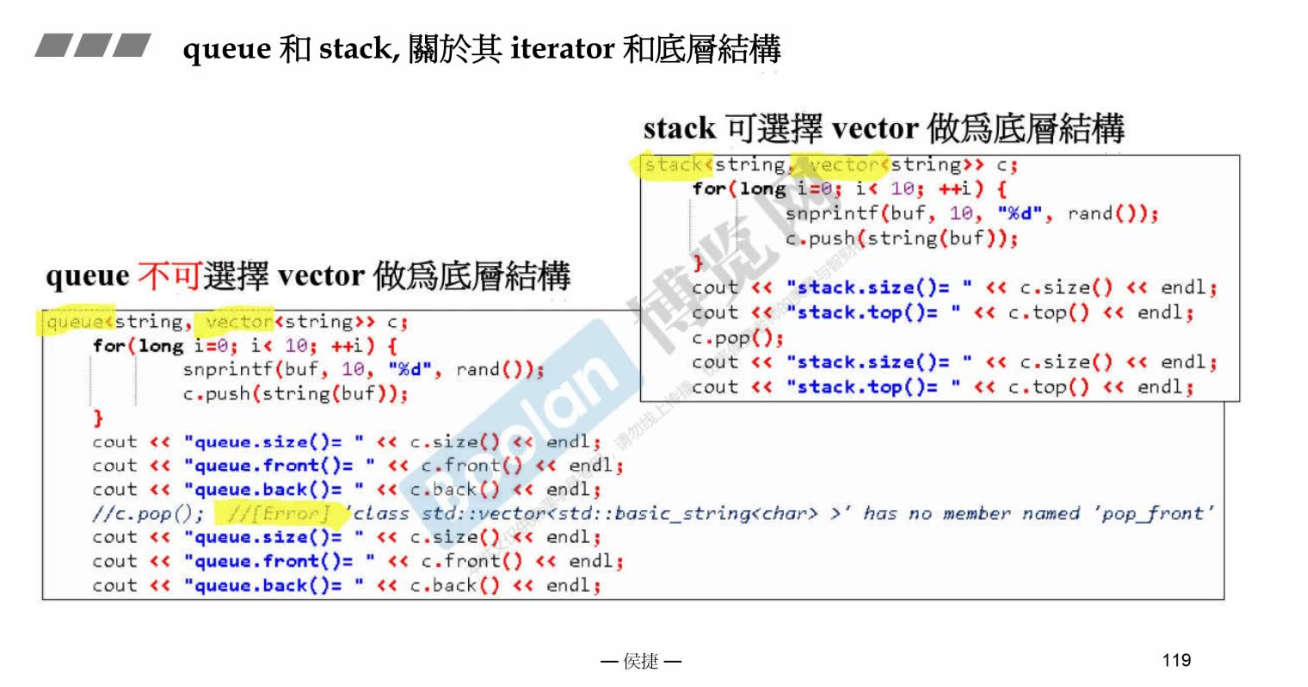 queue 和 stack, 關於其 iterator 和底層結構
stack 可選擇 vector 做爲底層結構
stack<string, vector<string>> c;
for(long i=0; i< 10; ++i) {
snprintf(buf, 10, "%d", rand());
c.push(string(buf));
}
cout << "stack.size()= " << c.size() << endl;
cout << "stack.top()= " << c.top() << endl;
c.pop();
cout << "stack.size()= " << c.size() << endl;
cout << "stack.top()= " << c.top() << endl;
queue 不可選擇 vector 做爲底層結構
queue<string, vector<string>> c;
for(long i=0; i< 10; ++i) {
snprintf(buf, 10, "%d", rand());
c.push(string(buf));
}
cout << "queue.size()= " << c.size() << endl;
cout << "queue.front()= " << c.front() << endl;
cout << "queue.back()= " << c.back() << endl;
//c.pop(); //[Error] 'class std::vector<std::basic_string<char> >' has no member named 'pop_front'
cout << "queue.size()= " << c.size() << endl;
cout << "queue.front()= " << c.front() << endl;
cout << "queue.back()= " << c.back() << endl;
Boolan 博览网
— 侯捷 —
119